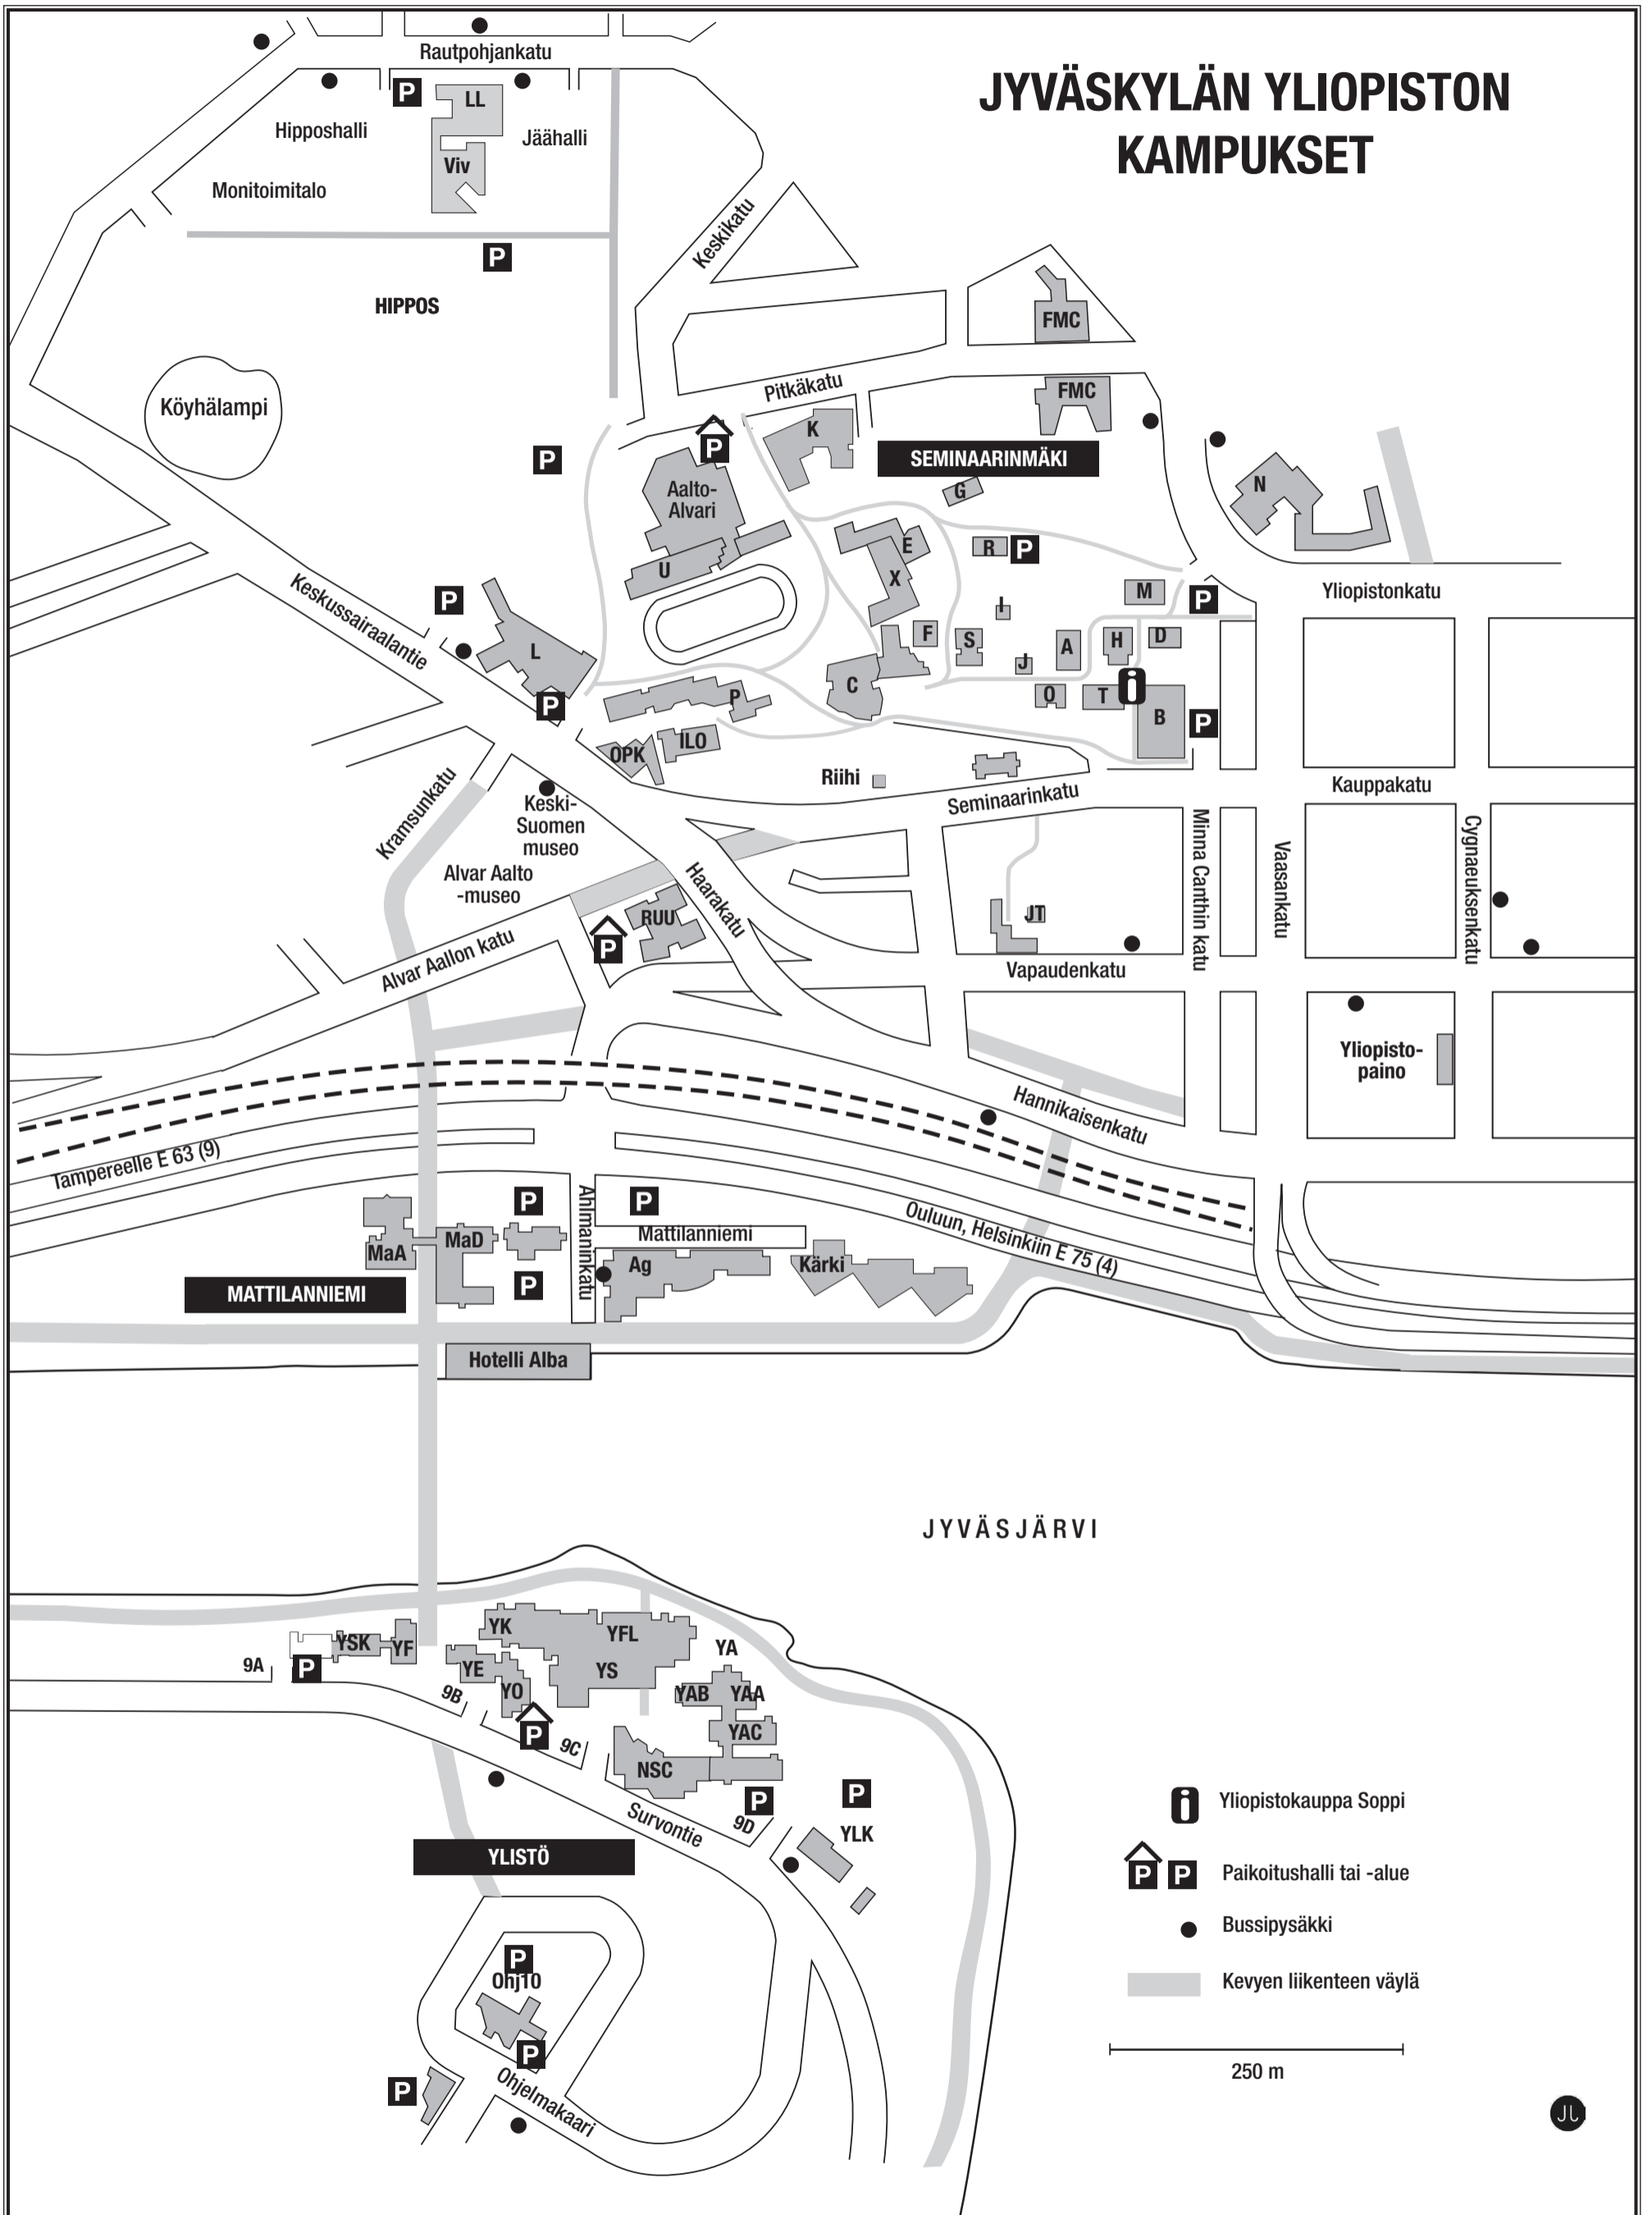 JYVÄSKYLÄN YLIOPISTON
KAMPUKSET
Rautpohjankatu
P
LL
Hipposhalli
Jäähalli
Viv
Monitoimitalo
P
HIPPOS
Keskikatu
FMC
Köyhälampi
Pitkäkatu
FMC
K
P
P
SEMINAARINMÄKI
Aalto-
Alvari
G
N
E
R
P
U
X
Keskussairaalantie
P
I
M
P
Yliopistonkatu
L
F
S
A
H
D
J
C
P
P
O
T
i
B
P
OPK
ILO
Riihi
Kauppakatu
Seminaarinkatu
Kramsunkatu
Keski-
Suomen
museo
Alvar Aalto
-museo
Haarakatu
Minna Canthin katu
Vaasankatu
Cygnaeuksenkatu
RUU
JT
P
Alvar Aallon katu
Vapaudenkatu
Yliopisto-
paino
Hannikaisenkatu
Tampereelle E 63 (9)
P
Ahlmaninkatu
P
Mattilanniemi
Ouluun, Helsinkiin E 75 (4)
MaA
MaD
Ag
Kärki
P
MATTILANNIEMI
Hotelli Alba
JYVÄSJÄRVI
YK
YFL
YSK
YF
YA
9A
P
YE
YS
YO
YAB
YAA
9B
P
YAC
9C
NSC
P
P
Survontie
9D
YLK
YLISTÖ
P
Ohj10
P
P
Ohjelmakaari
i
Yliopistokauppa Soppi
P
P
Paikoitushalli tai -alue
Bussipysäkki
Kevyen liikenteen väylä
250 m
JL